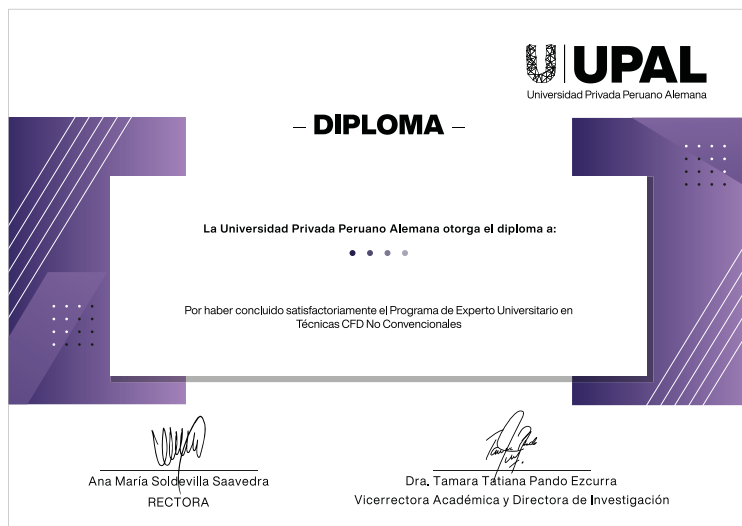 UPAL
Universidad Privada Peruano Alemana
– DIPLOMA –
La Universidad Privada Peruano Alemana otorga el diploma a:
Por haber concluido satisfactoriamente el Programa de Experto Universitario en
Técnicas CFD No Convencionales
Ana María Soldevilla Saavedra
RECTORA
Dra. Tamara Tatiana Pando Ezcurra
Vicerrectora Académica y Directora de Investigación